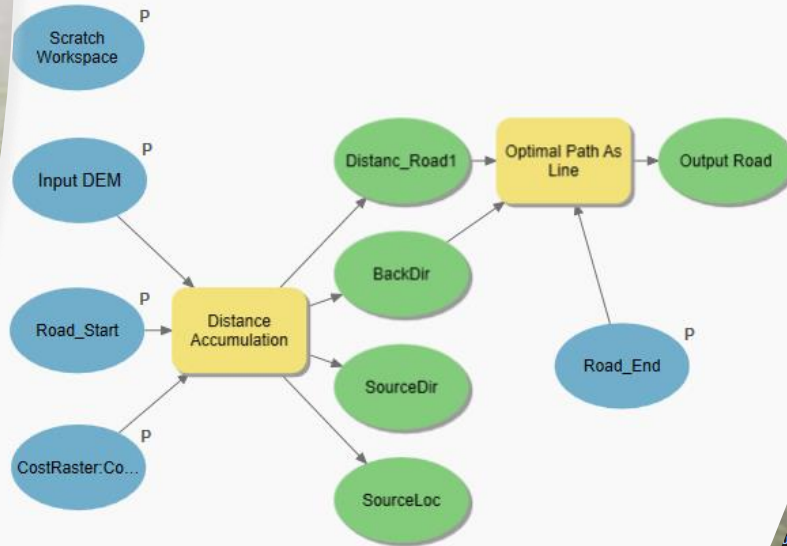 P
Scratch
Workspace
P
Input DEM
P
Road_Start
P
CostRaster:Co...
Distance
Accumulation
Distanc_Road1
BackDir
SourceDir
SourceLoc
Optimal Path As
Line
Output Road
P
Road_End